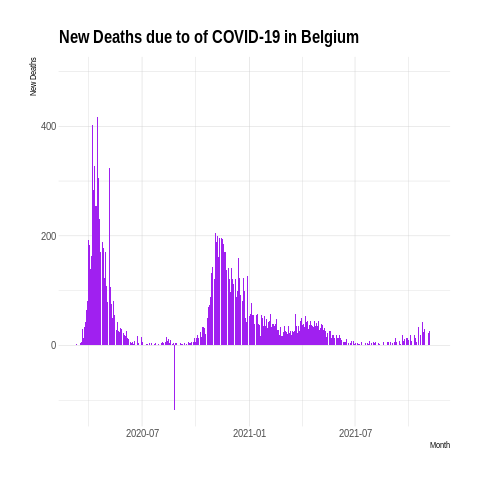 New Deaths due to of COVID-19 in Belgium
New Deaths
400
200
0
2020-07
2021-01
2021-07
Month